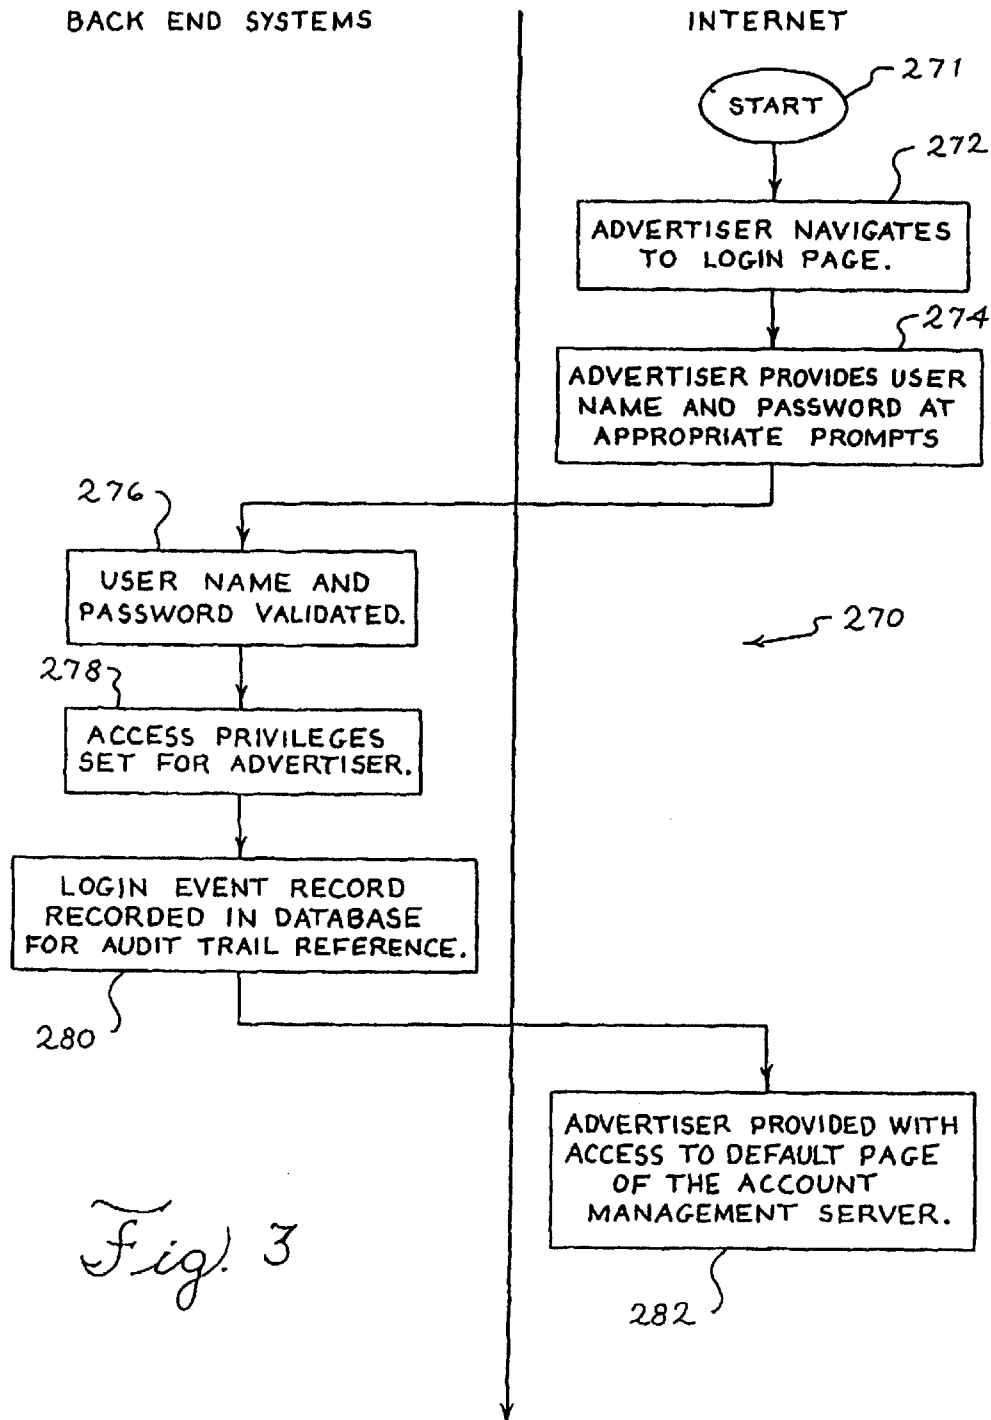 BACK END SYSTEMS
INTERNET
START
271
272
ADVERTISER NAVIGATES
TO LOGIN PAGE.
274
ADVERTISER PROVIDES USER
NAME AND PASSWORD AT
APPROPRIATE PROMPTS
276
USER NAME AND
PASSWORD VALIDATED.
270
278
ACCESS PRIVILEGES
SET FOR ADVERTISER.
LOGIN EVENT RECORD
RECORDED IN DATABASE
FOR AUDIT TRAIL REFERENCE.
280
ADVERTISER PROVIDED WITH
ACCESS TO DEFAULT PAGE
OF THE ACCOUNT
MANAGEMENT SERVER.
282
Fig. 3